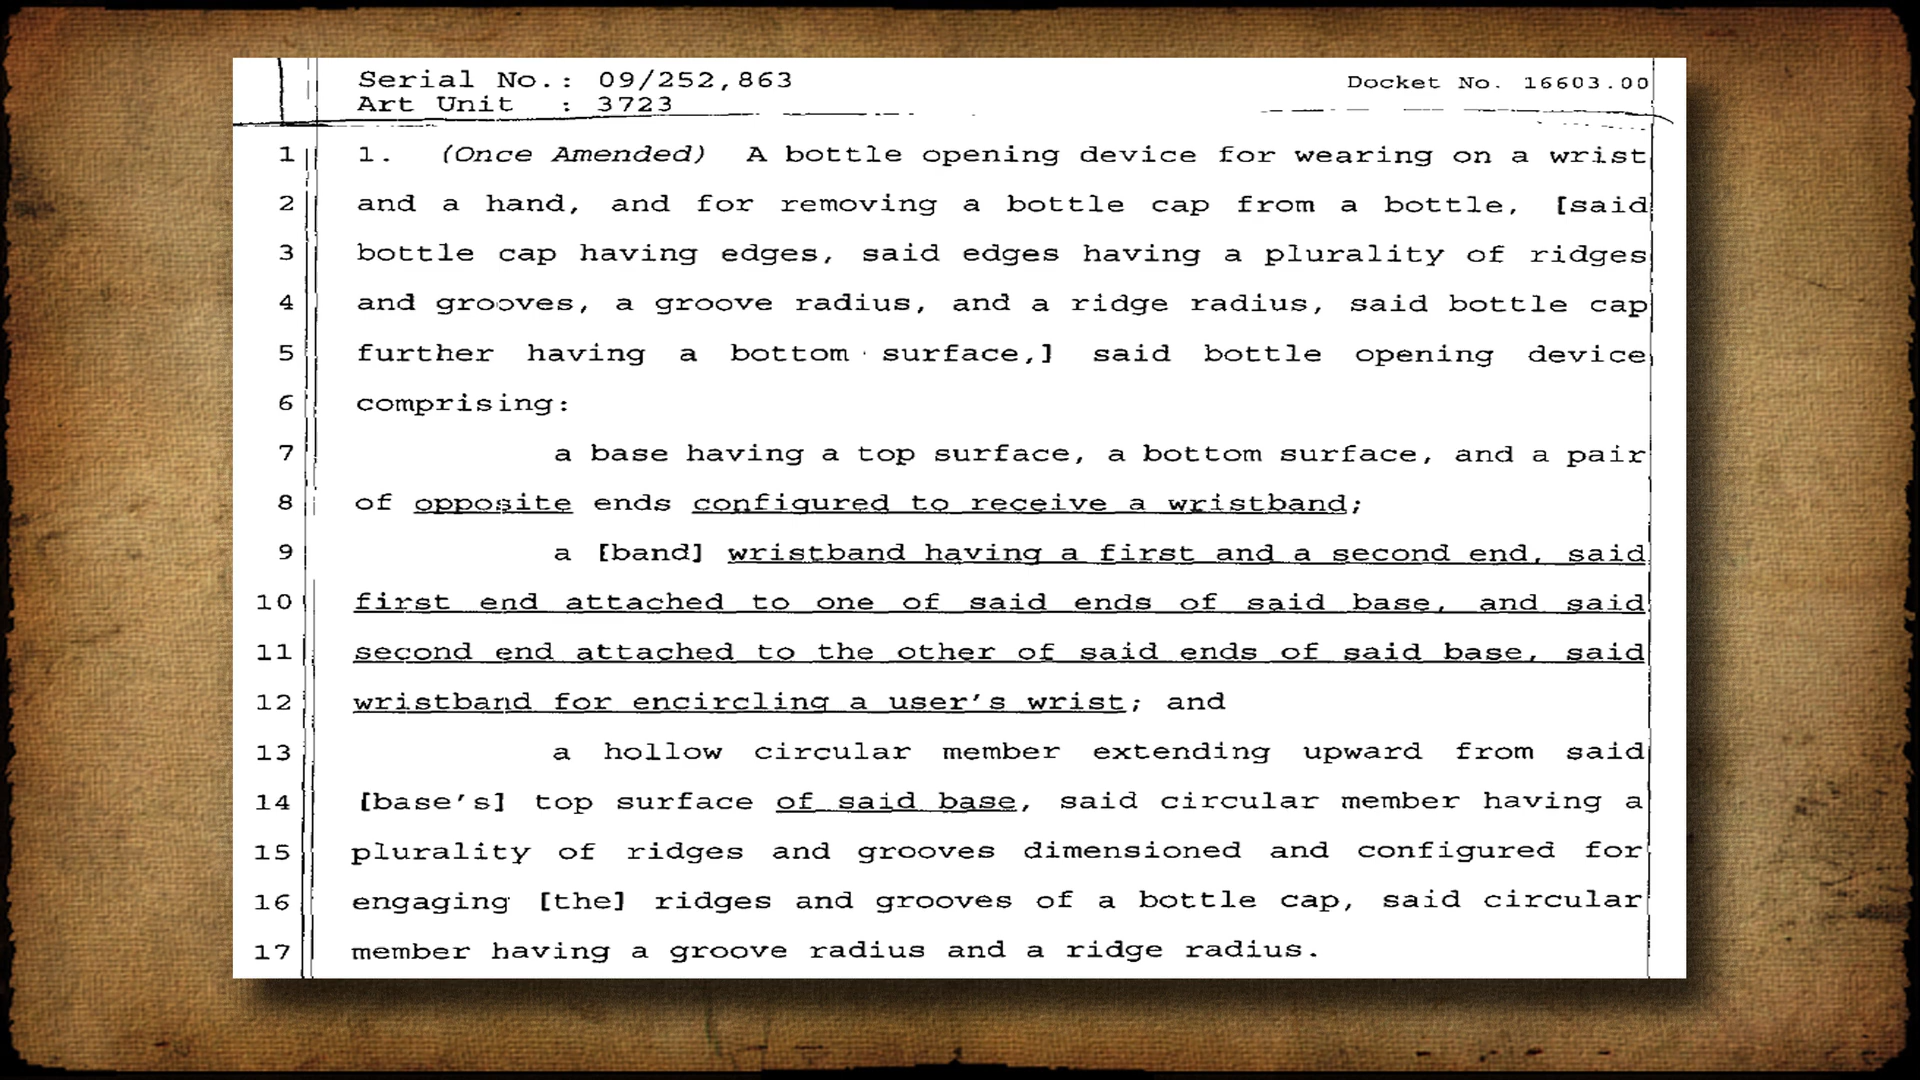 Serial No.: 09/252,863
Docket No. 16603.00
Art Unit : 3723
1 1. (Once Amended) A bottle opening device for wearing on a wrist
2 and a hand, and for removing a bottle cap from a bottle, [said
3 bottle cap having edges, said edges having a plurality of ridges
4 and grooves, a groove radius, and a ridge radius, said bottle cap
5 further having a bottom surface,] said bottle opening device
6 comprising:
7 a base having a top surface, a bottom surface, and a pair
8 of opposite ends configured to receive a wristband;
9 a [band] wristband having a first and a second end, said
10 first end attached to one of said ends of said base, and said
11 second end attached to the other of said ends of said base, said
12 wristband for encircling a user's wrist; and
13 a hollow circular member extending upward from said
14 [base's] top surface of said base, said circular member having a
15 plurality of ridges and grooves dimensioned and configured for
16 engaging [the] ridges and grooves of a bottle cap, said circular
17 member having a groove radius and a ridge radius.